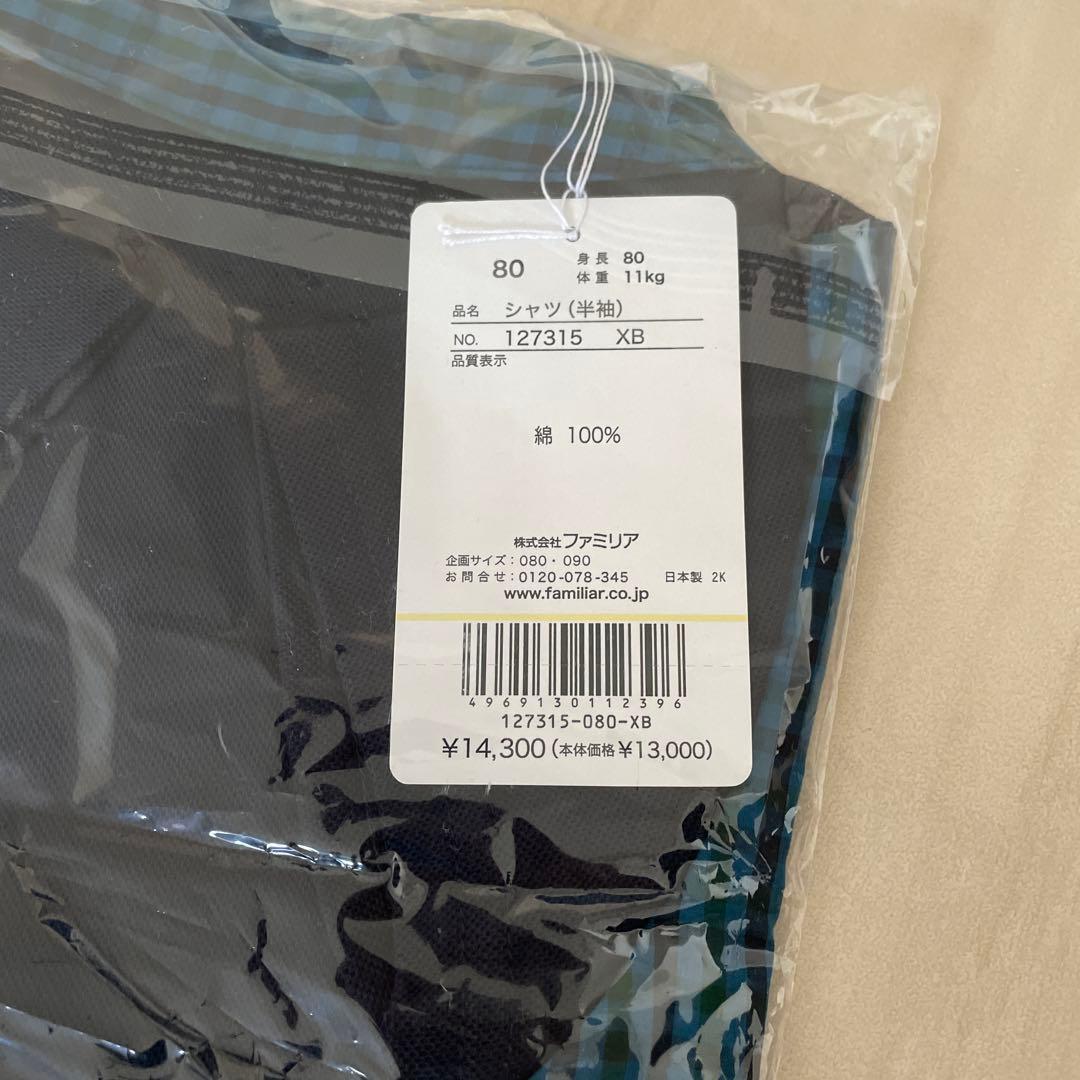 80
身長 80
体重 11kg
品名 シャツ(半袖)
NO. 127315 XB
品質表示
綿 100%
株式会社ファミリア
企画サイズ：080・090
お問合せ：0120-078-345 日本製 2K
www.familiar.co.jp
4969130112396
127315-080-XB
¥14,300(本体価格¥13,000)